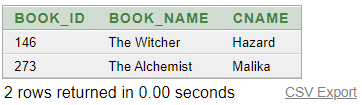 BOOK_ID BOOK_NAME CNAME
146 The Witcher Hazard
273 The Alchemist Malika
2 rows returned in 0.00 seconds CSV Export